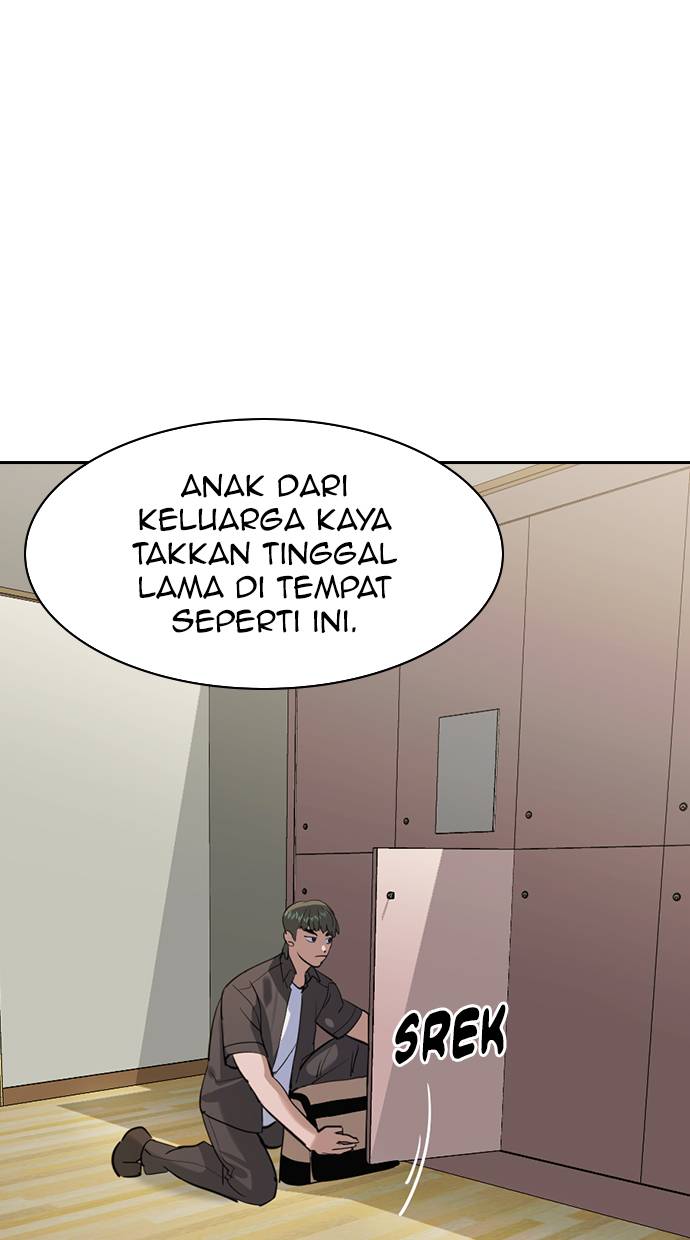 ANAK DARI
KELUARGA KAYA
TAKKAN TINGGAL
LAMA DI TEMPAT
SEPERTI INI.
SREK